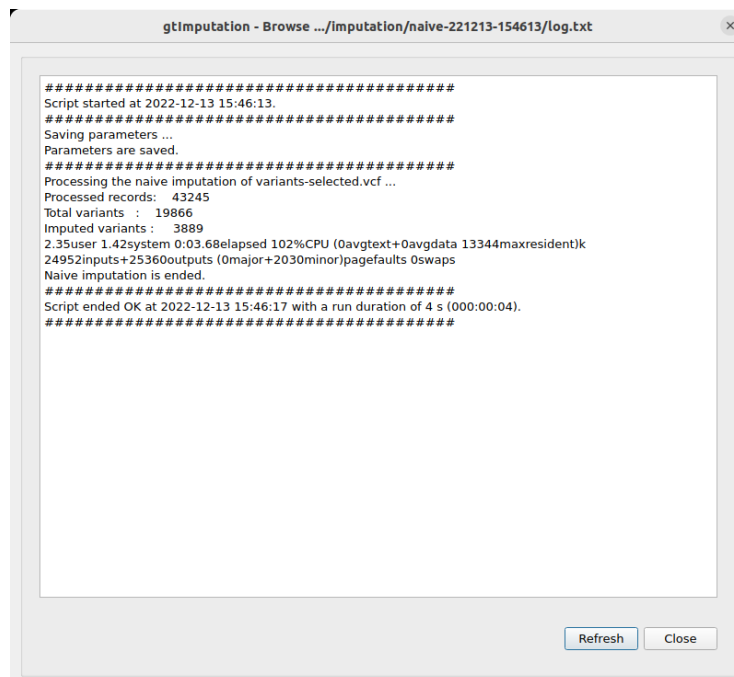 gtImputation - Browse .../imputation/naive-221213-154613/log.txt
#########################################
Script started at 2022-12-13 15:46:13.
#########################################
Saving parameters ...
Parameters are saved.
#########################################
Processing the naive imputation of variants-selected.vcf ...
Processed records:    43245
Total variants   :    19866
Imputed variants :     3889
2.35user 1.42system 0:03.68elapsed 102%CPU (0avgtext+0avgdata 13344maxresident)k
24952inputs+25360outputs (0major+2030minor)pagefaults 0swaps
Naive imputation is ended.
#########################################
Script ended OK at 2022-12-13 15:46:17 with a run duration of 4 s (000:00:04).
#########################################
Refresh Close